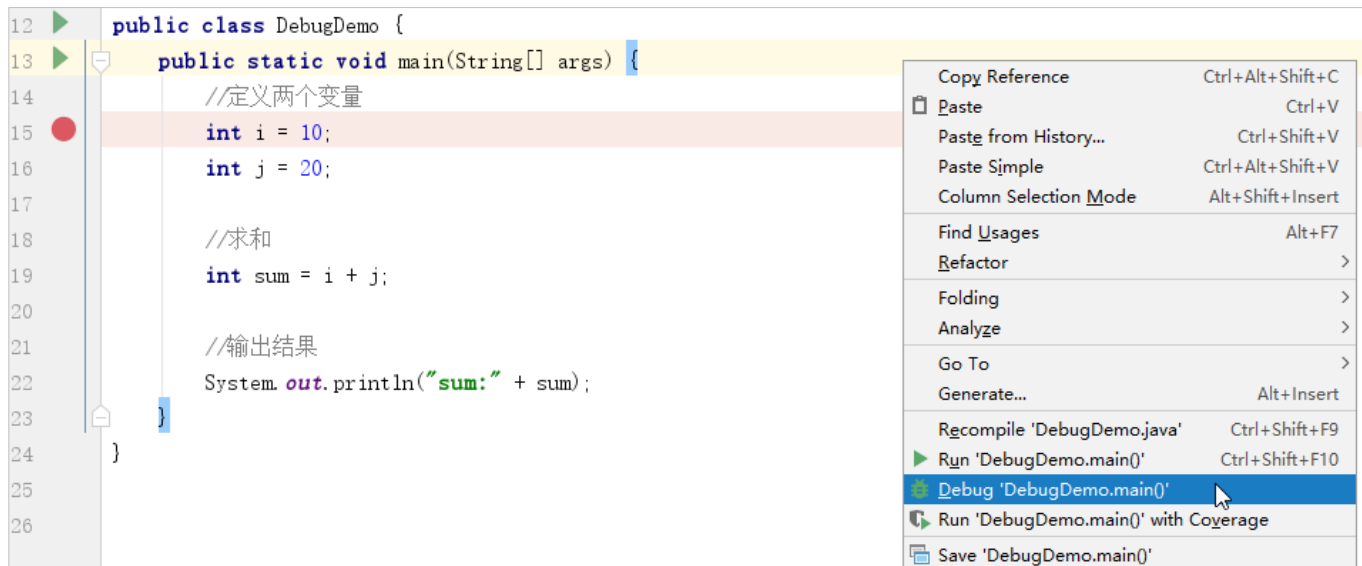 12 public class DebugDemo {
13 public static void main(String[] args) {
14 //定义两个变量
15 int i = 10;
16 int j = 20;
17
18 //求和
19 int sum = i + j;
20
21 //输出结果
22 System.out.println("sum:" + sum);
23 }
24 }
25
26
Copy Reference Ctrl+Alt+Shift+C
Paste Ctrl+V
Paste from History... Ctrl+Shift+V
Paste Simple Ctrl+Alt+Shift+V
Column Selection Mode Alt+Shift+Insert
Find Usages Alt+F7
Refactor
Folding
Analyze
Go To
Generate... Alt+Insert
Recompile 'DebugDemo.java' Ctrl+Shift+F9
Run 'DebugDemo.main()' Ctrl+Shift+F10
Debug 'DebugDemo.main()'
Run 'DebugDemo.main()' with Coverage
Save 'DebugDemo.main()'